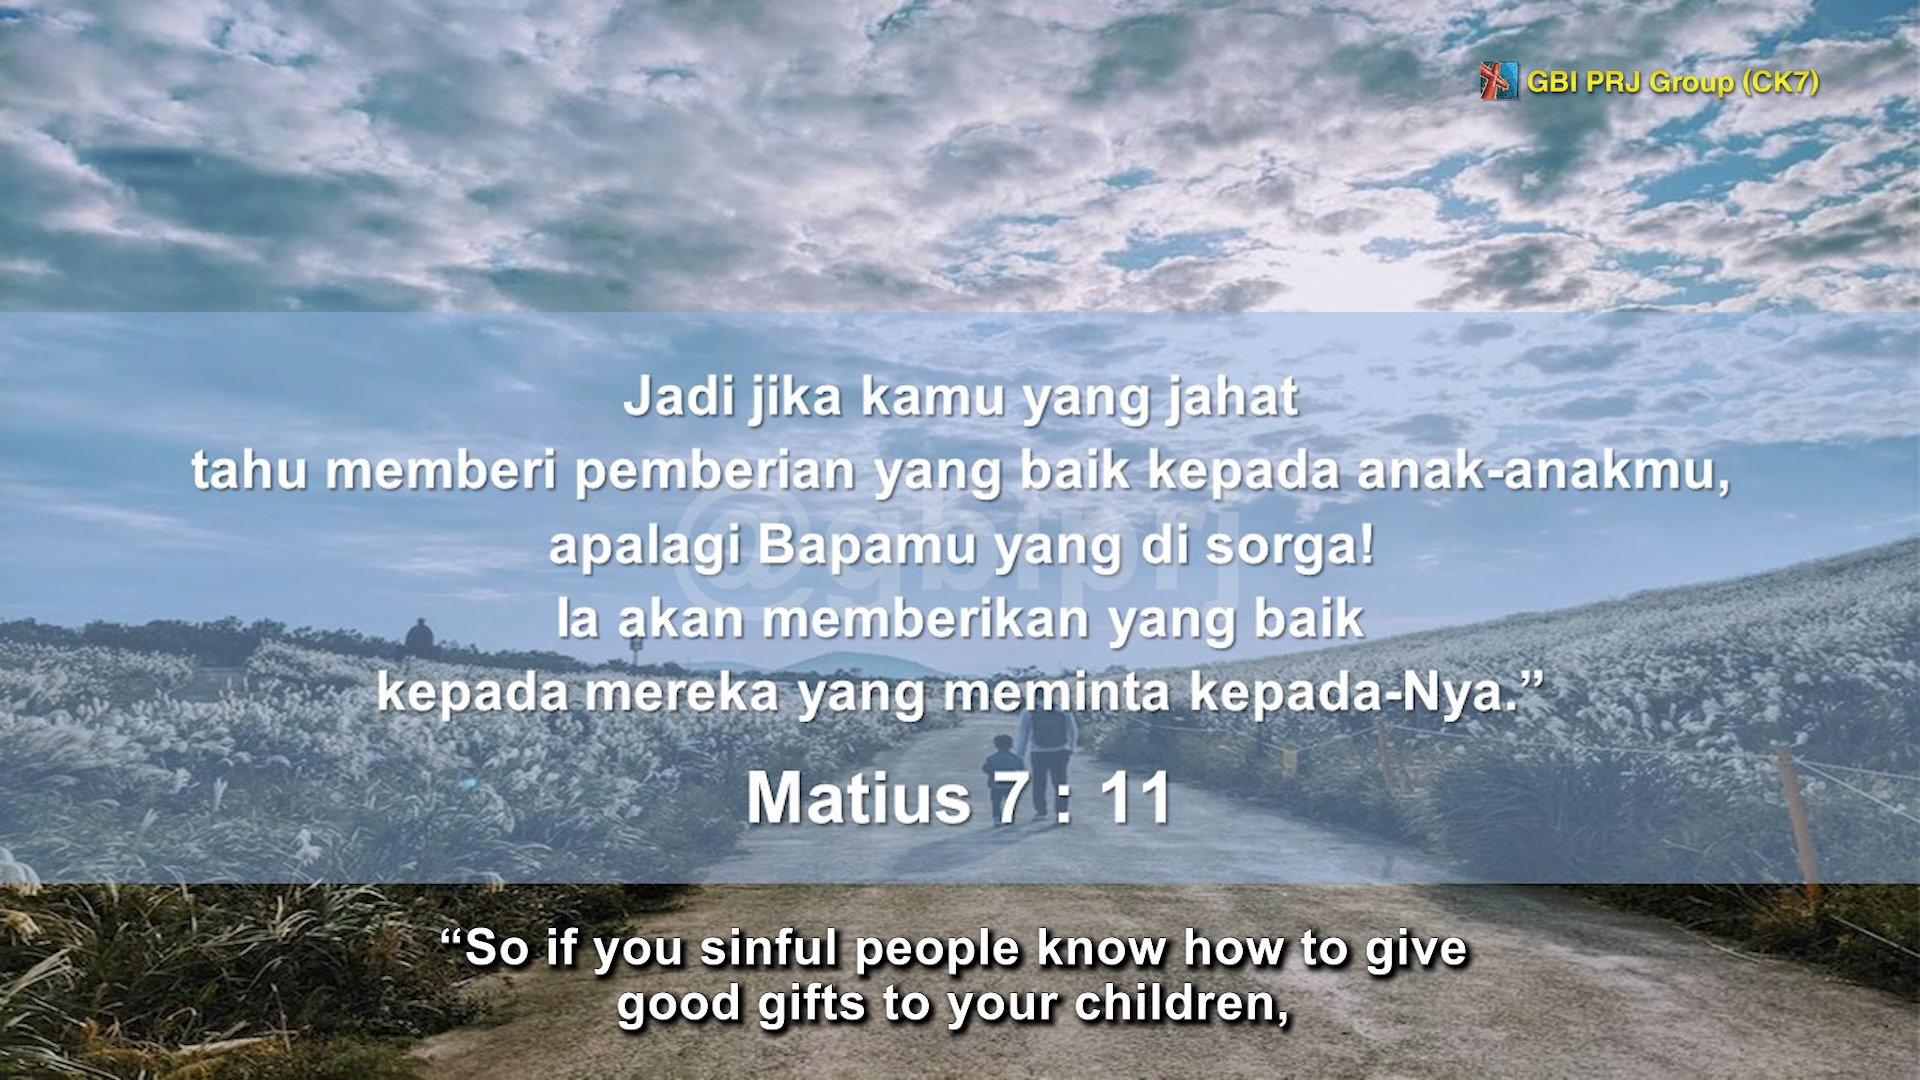 GBI PRJ Group (CK7)
Jadi jika kamu yang jahat
tahu memberi pemberian yang baik kepada anak-anakmu,
apalagi Bapamu yang di sorga!
Ia akan memberikan yang baik
kepada mereka yang meminta kepada-Nya.”
@gbiprj
Matius 7 : 11
“So if you sinful people know how to give
good gifts to your children,